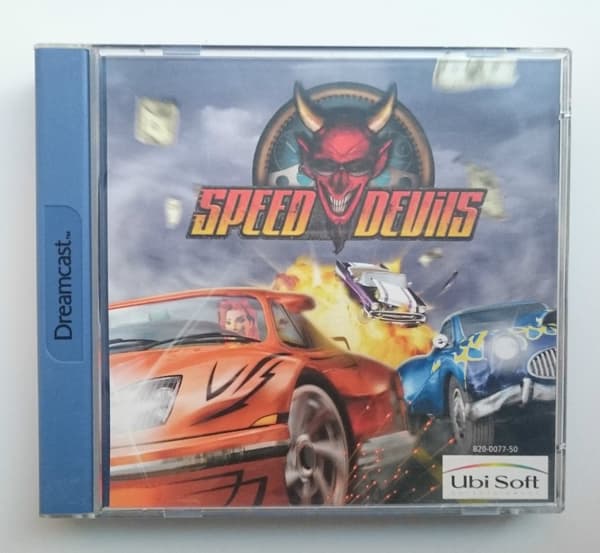 SPEED DEViLS
Dreamcast™
820-0077-50
Ubi Soft